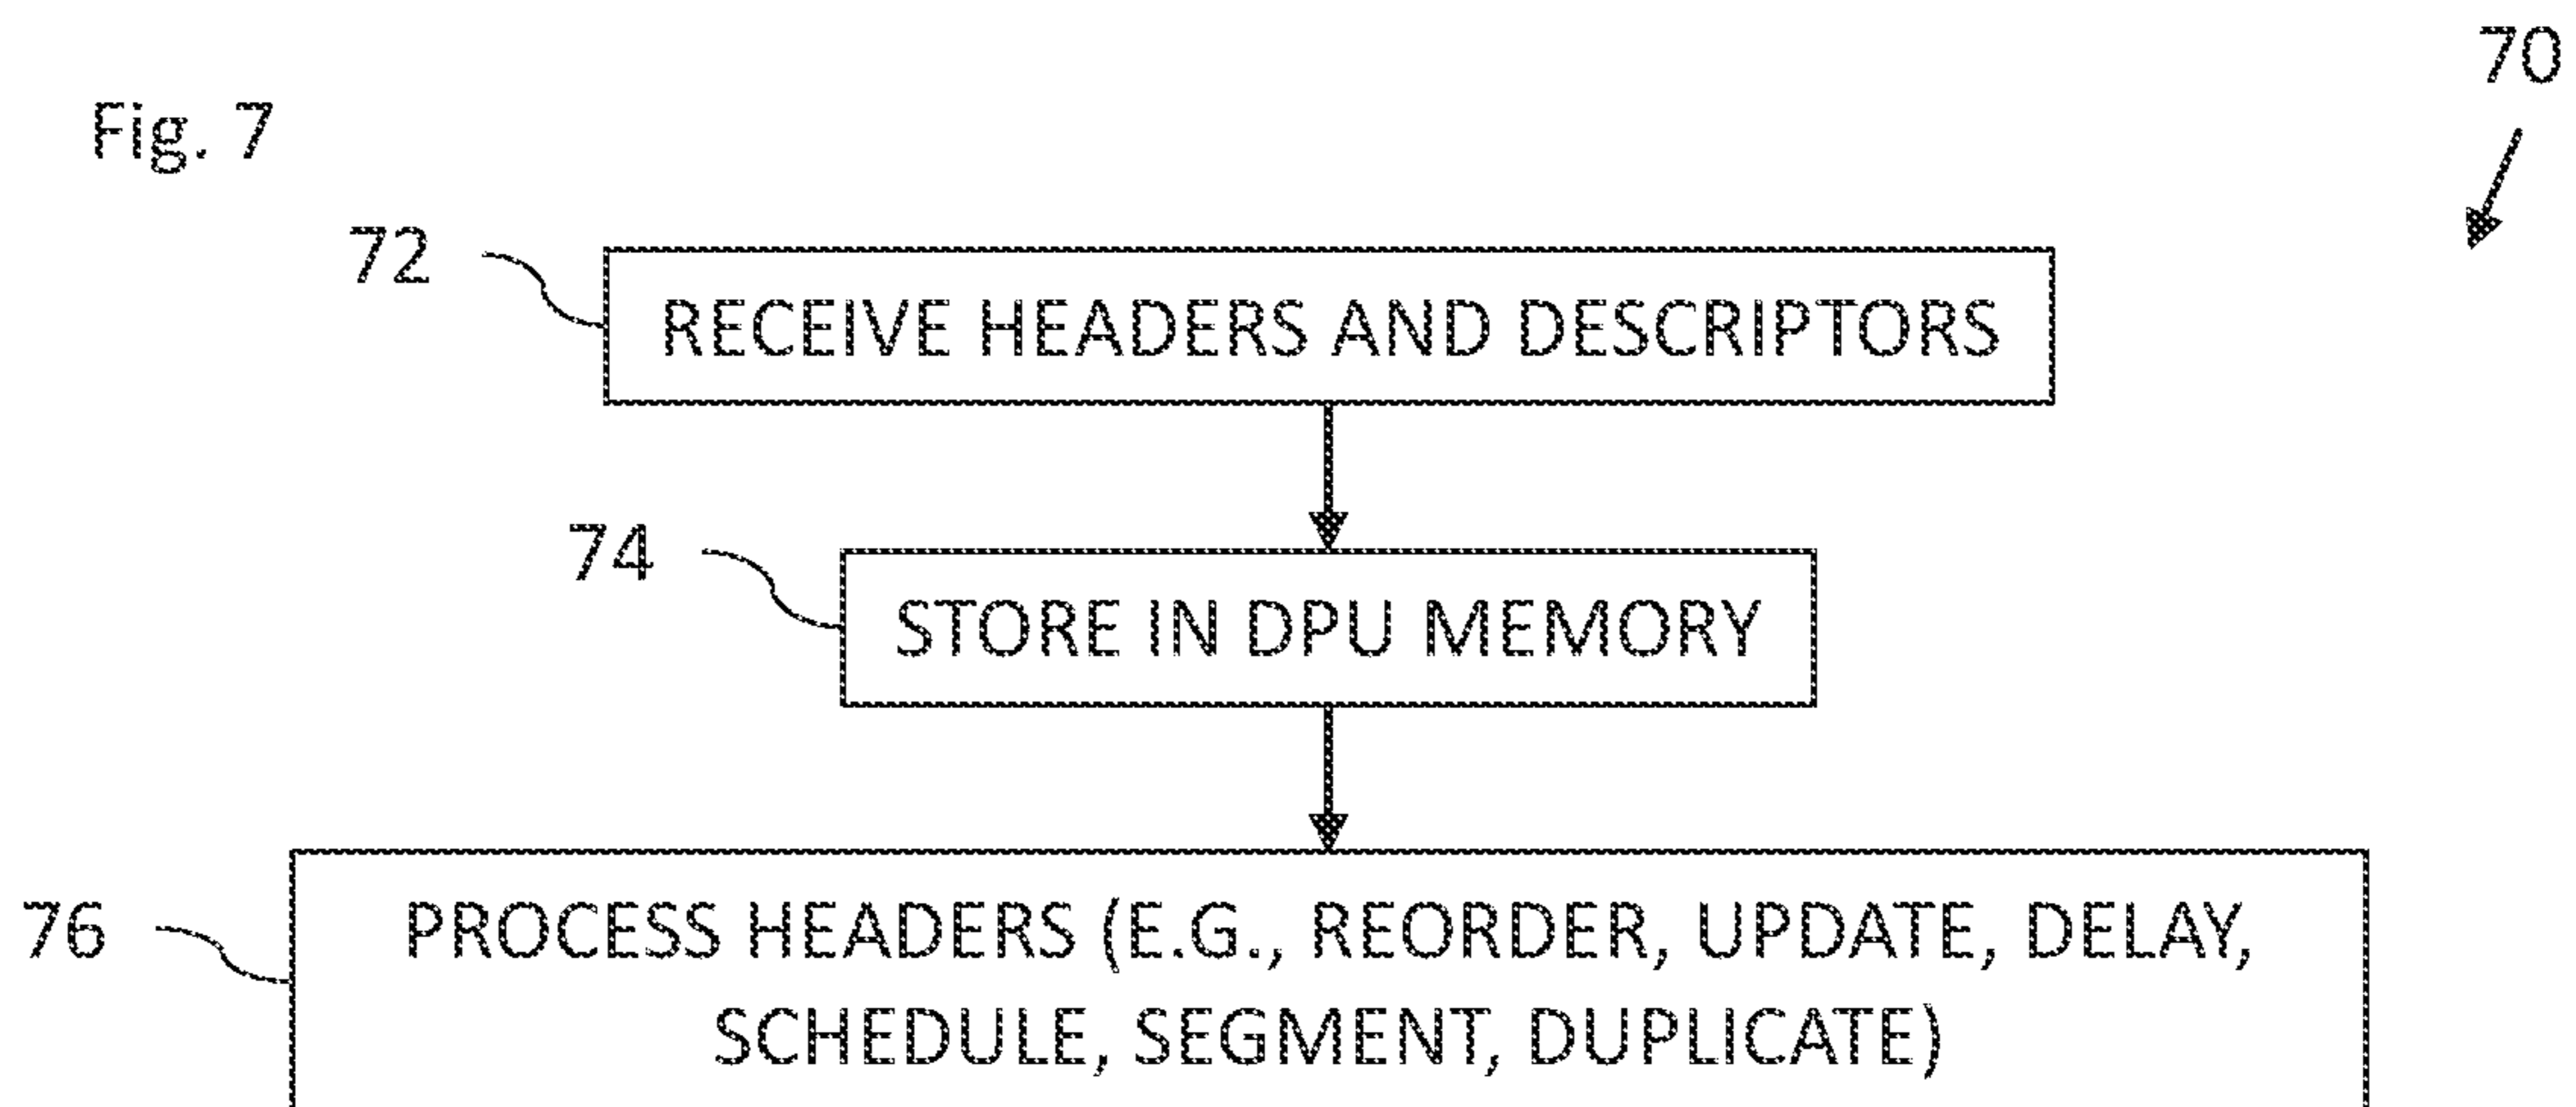 70
Fig. 7
72
RECEIVE HEADERS AND DESCRIPTORS
74
STORE IN DPU MEMORY
76
PROCESS HEADERS (E.G., REORDER, UPDATE, DELAY,
SCHEDULE, SEGMENT, DUPLICATE)